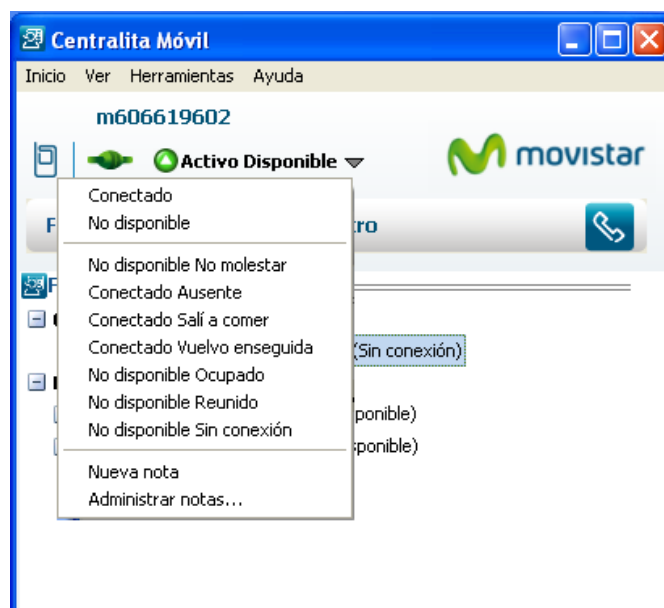 Centralita Móvil
Inicio Ver Herramientas Ayuda
m606619602
Activo Disponible
movistar
Conectado
No disponible
No disponible No molestar
Conectado Ausente
Conectado Salí a comer
Conectado Vuelvo enseguida
(Sin conexión)
No disponible Ocupado
No disponible Reunido
No disponible Sin conexión
Nueva nota
Administrar notas...